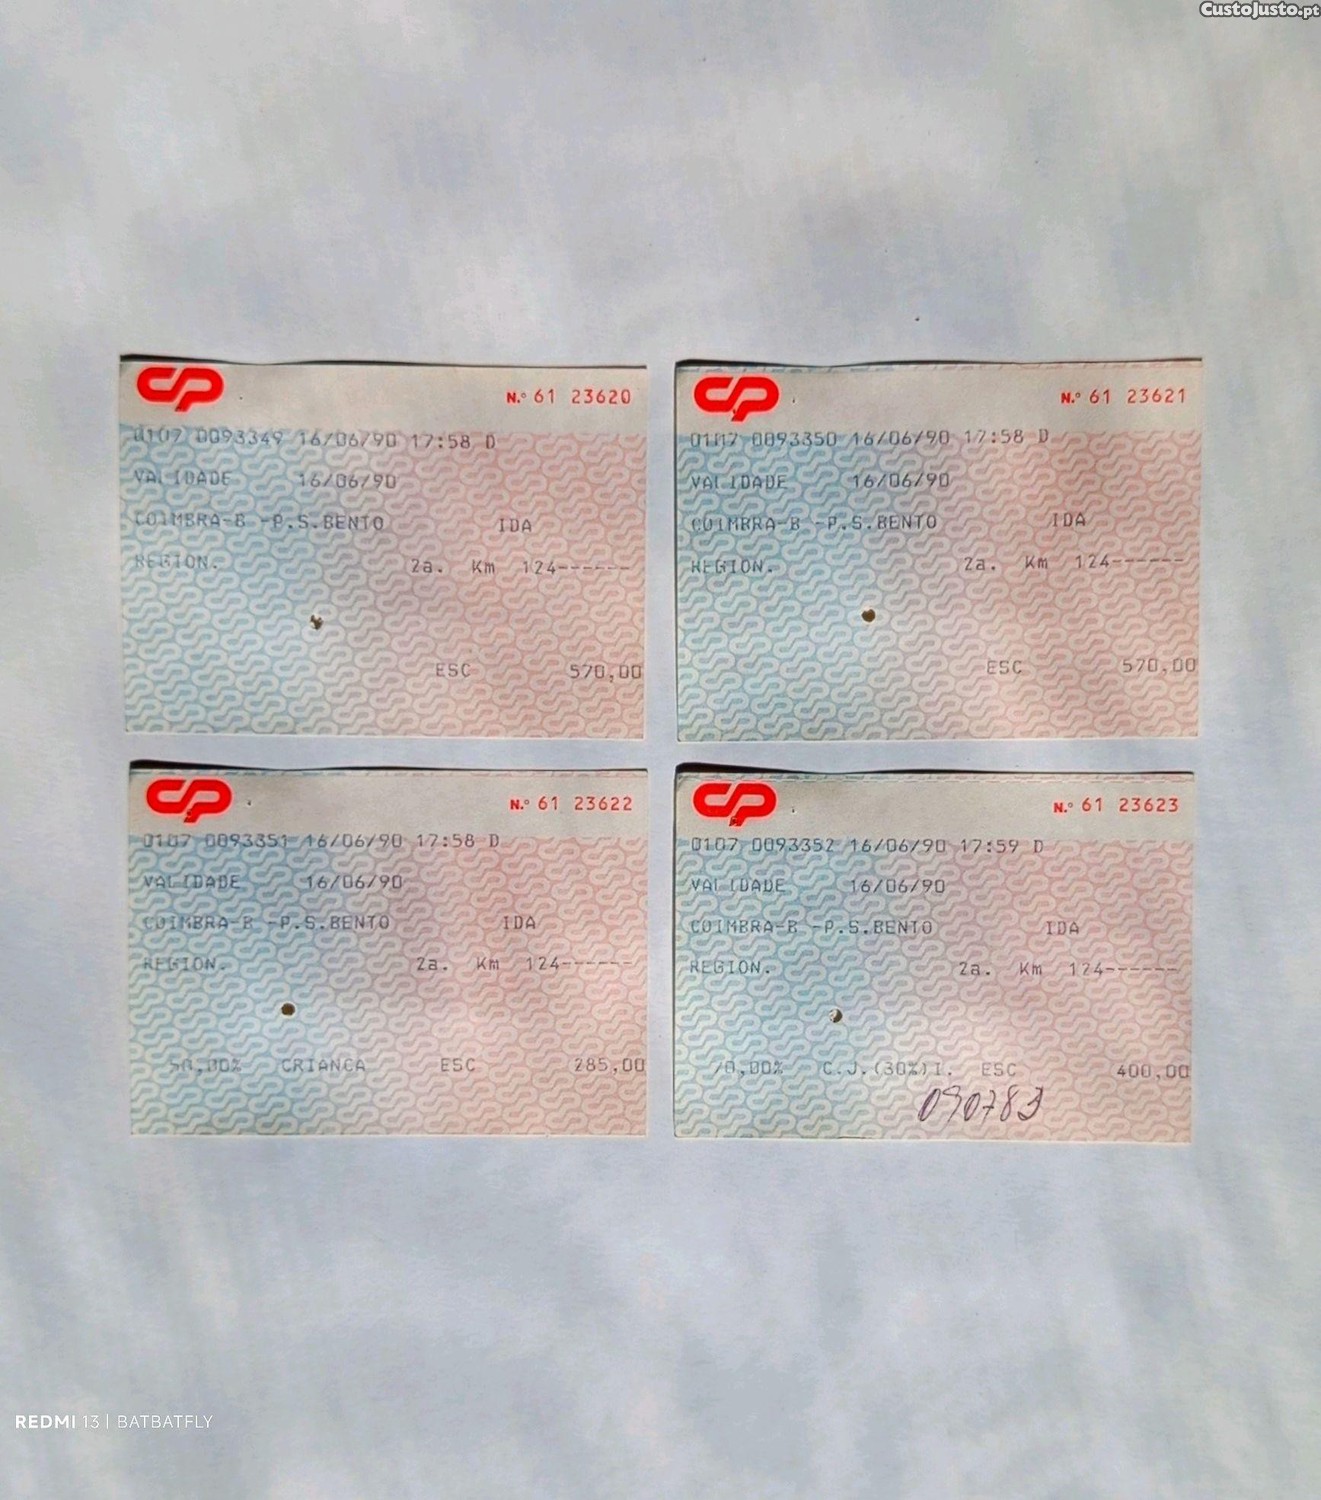 CustoJusto.pt
CP
N.º 61 23620
0107 0093349 16/06/90 17:58 D
VALIDADE 16/06/90
COIMBRA-B -P.S.BENTO IDA
REGION. 2a. Km 124------
ESC 570,00
CP
N.º 61 23621
0107 0093350 16/06/90 17:58 D
VALIDADE 16/06/90
COIMBRA-B -P.S.BENTO IDA
REGION. 2a. Km 124------
ESC 570,00
CP
N.º 61 23622
0107 0093351 16/06/90 17:58 D
VALIDADE 16/06/90
COIMBRA-B -P.S.BENTO IDA
REGION. 2a. Km 124------
50,00% CRIANCA ESC 285,00
CP
N.º 61 23623
0107 0093352 16/06/90 17:59 D
VALIDADE 16/06/90
COIMBRA-B -P.S.BENTO IDA
REGION. 2a. Km 124------
70,00% C.J.(30%)I. ESC 400,00
090783
REDMI 13 | BATBATFLY